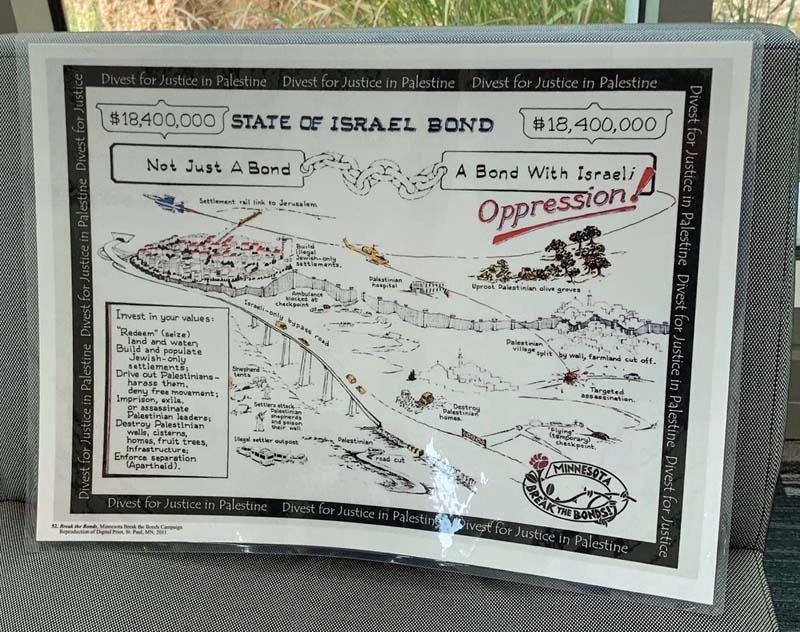 Divest for Justice in Palestine Divest for Justice in Palestine Divest for Justice in Palestine
$18,400,000 STATE OF ISRAEL BOND $18,400,000
Not Just A Bond A Bond With Israeli
Oppression!
Settlement rail link to Jerusalem
Build
illegal
Jewish-only
settlements.
Palestinian
hospital
Uproot Palestinian olive groves
Ambulance
blocked at
checkpoint
Israeli-only bypass road
Palestinian
village split by wall, farmland cut off.
Targeted
assassination.
Invest in your values:
"Redeem" (seize)
land and water;
Build and populate
Jewish-only
settlements;
Drive out Palestinians-
harass them,
deny free movement;
Imprison, exile,
or assassinate
Palestinian leaders;
Destroy Palestinian
walls, cisterns,
homes, fruit trees,
infrastructure;
Enforce separation
(Apartheid).
Shepherd
tents
Settlers attack
Palestinian
shepherds
and poison
their well.
Illegal settler outpost
Palestinian
road cut
Destroy
Palestinian
homes.
"Flying"
(temporary)
checkpoint.
MINNESOTA
BREAK THE BONDS!
Divest for Justice in Palestine Divest for Justice in Palestine Divest for Justice in Palestine
Divest for Justice in Palestine Divest for Justice in Palestine Divest for Justice
Divest for Justice in Palestine Divest for Justice in Palestine Divest for Justice
52. Break the Bonds, Minnesota Break the Bonds Campaign
Reproduction of Digital Print, St. Paul, MN, 2011